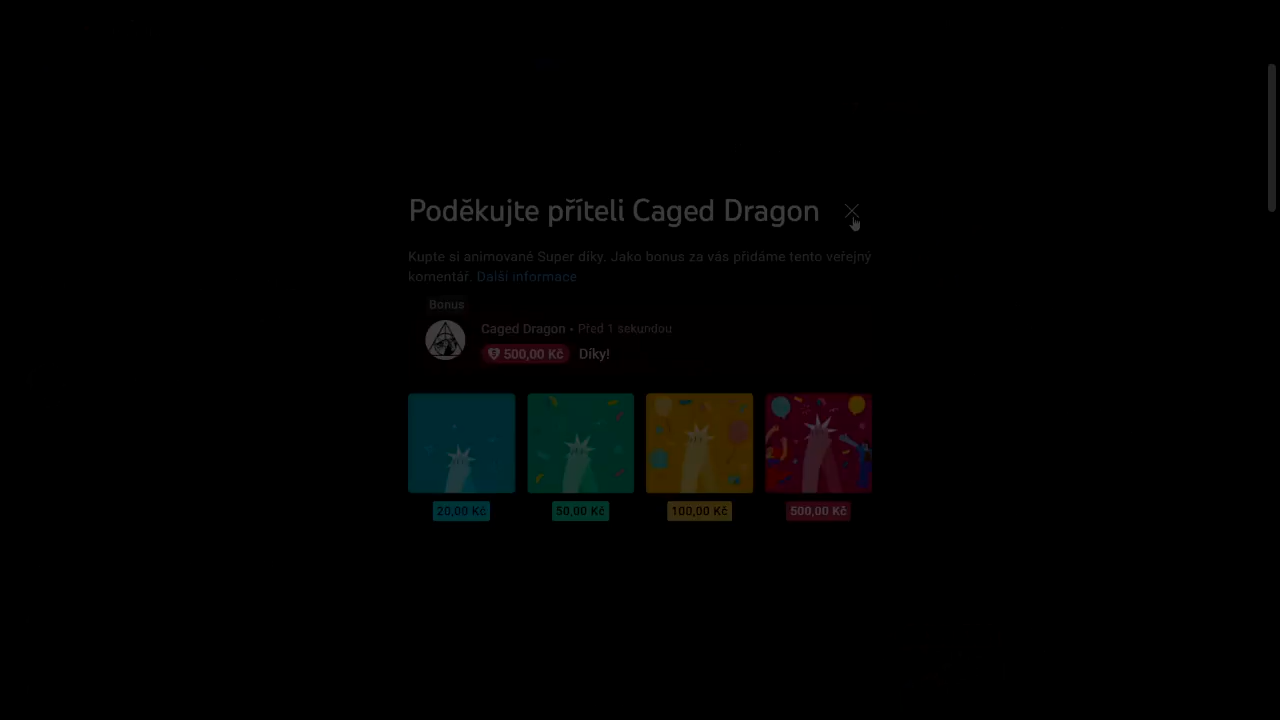 Poděkujte příteli Caged Dragon
Kupte si animované Super díky. Jako bonus za vás přidáme tento veřejný
komentář. Další informace
Bonus
Caged Dragon • Před 1 sekundou
500,00 Kč Díky!
20,00 Kč 50,00 Kč 100,00 Kč 500,00 Kč